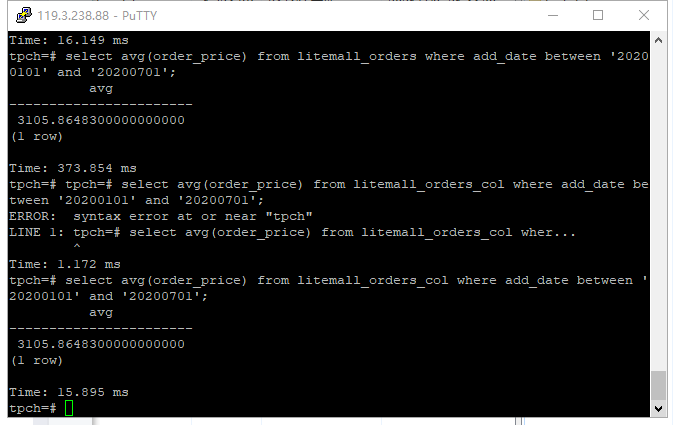 119.3.238.88 - PuTTY
Time: 16.149 ms
tpch=# select avg(order_price) from litemall_orders where add_date between '2020
0101' and '20200701';
avg
-----------------------
3105.8648300000000000
(1 row)
Time: 373.854 ms
tpch=# tpch=# select avg(order_price) from litemall_orders_col where add_date be
tween '20200101' and '20200701';
ERROR:  syntax error at or near "tpch"
LINE 1: tpch=# select avg(order_price) from litemall_orders_col wher...
^
Time: 1.172 ms
tpch=# select avg(order_price) from litemall_orders_col where add_date between '
20200101' and '20200701';
avg
-----------------------
3105.8648300000000000
(1 row)
Time: 15.895 ms
tpch=#